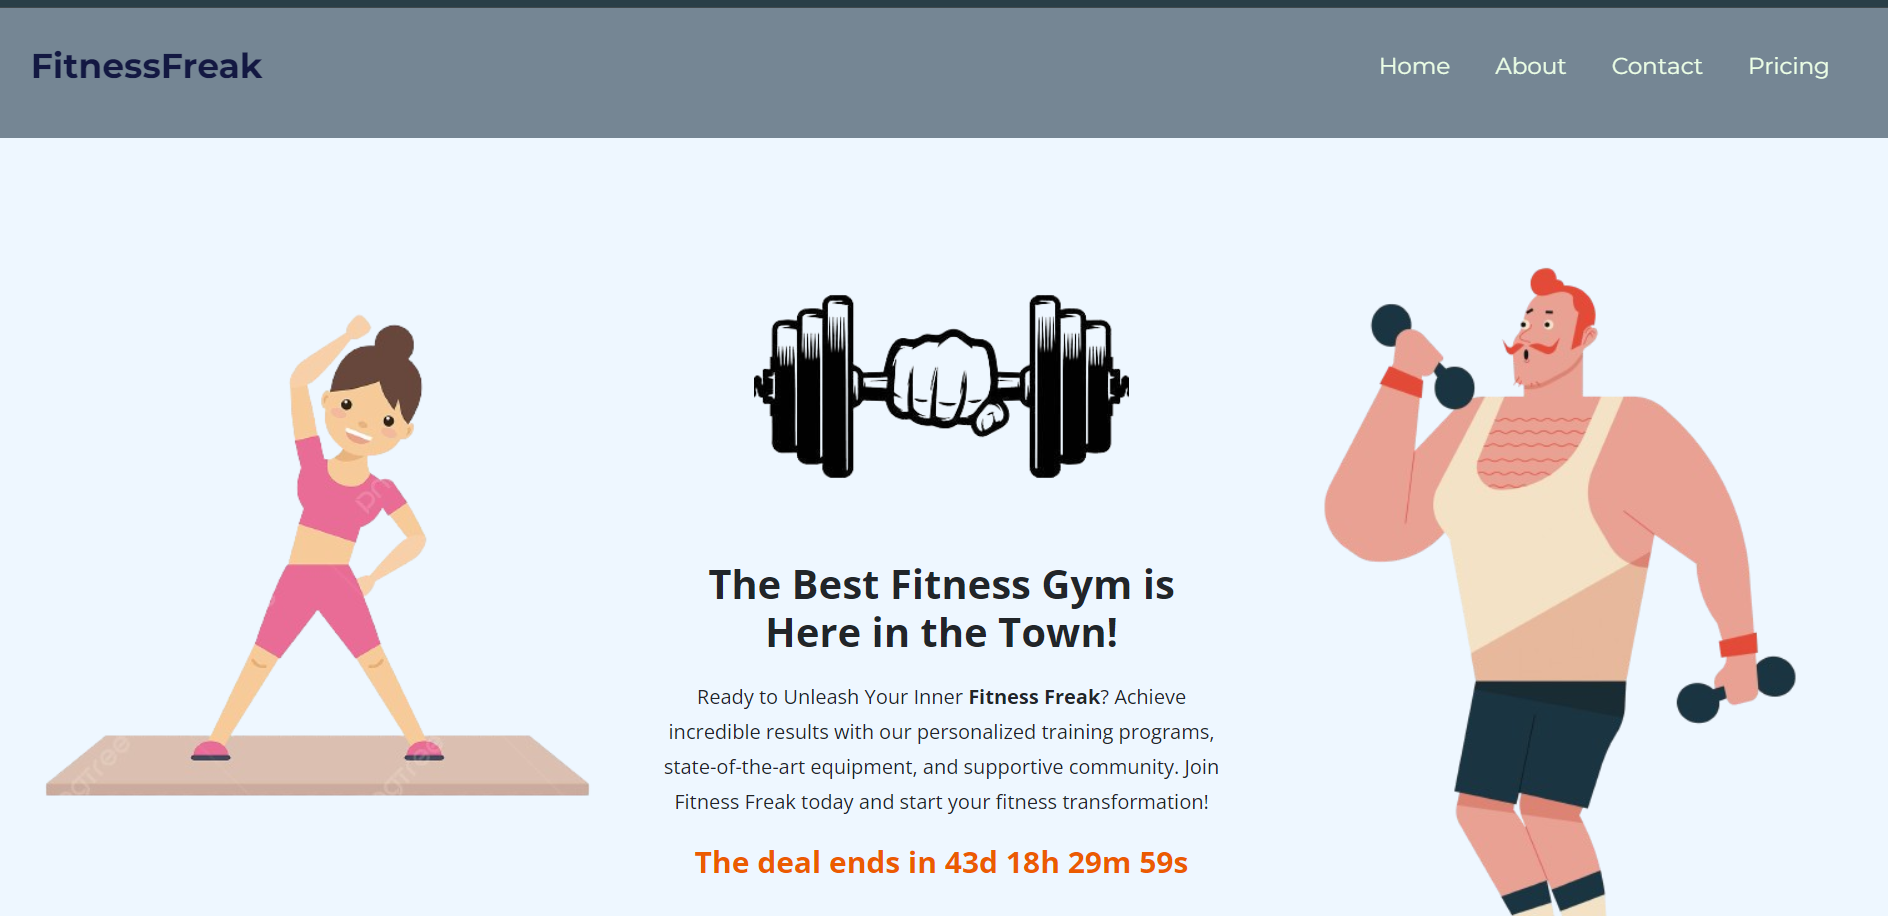 FitnessFreak
Home About Contact Pricing
The Best Fitness Gym is
Here in the Town!
Ready to Unleash Your Inner Fitness Freak? Achieve
incredible results with our personalized training programs,
state-of-the-art equipment, and supportive community. Join
Fitness Freak today and start your fitness transformation!
The deal ends in 43d 18h 29m 59s